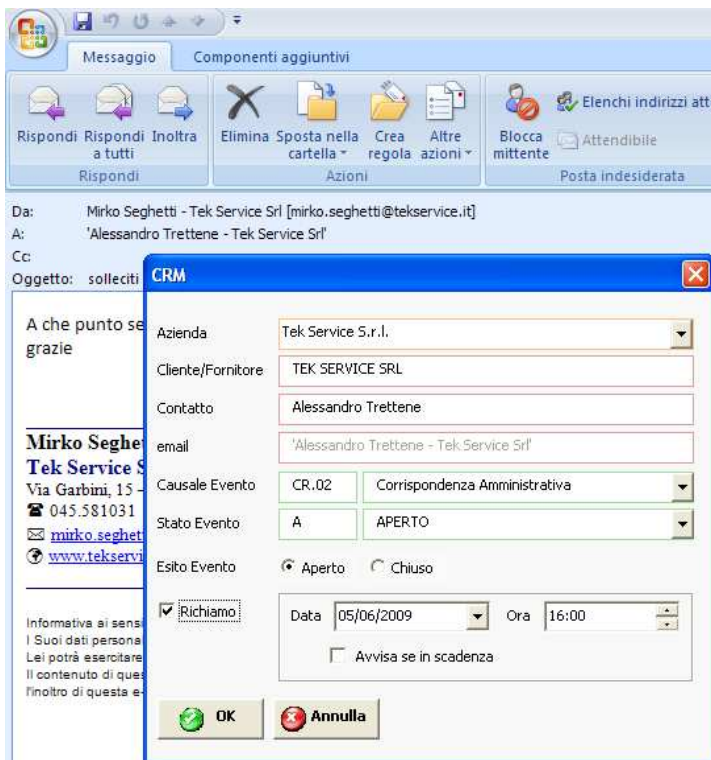 Messaggio Componenti aggiuntivi
Rispondi Rispondi a tutti Inoltra
Elimina Sposta nella cartella Crea regola Altre azioni
Blocca mittente Elenchi indirizzi att
Attendibile
Rispondi Azioni Posta indesiderata
Da: Mirko Seghetti - Tek Service Srl [mirko.seghetti@tekservice.it]
A: 'Alessandro Trettene - Tek Service Srl'
Cc:
Oggetto: solleciti
A che punto se
grazie
Mirko Seghe
Tek Service S
Via Garbini, 15 -
045.581031
mirko.seghet
www.tekservi
Informativa ai sensi
I Suoi dati persona
Lei potrà esercitare
Il contenuto di ques
l'inoltro di questa e-
CRM
Azienda Tek Service S.r.l.
Cliente/Fornitore TEK SERVICE SRL
Contatto Alessandro Trettene
email 'Alessandro Trettene - Tek Service Srl'
Causale Evento CR.02 Corrispondenza Amministrativa
Stato Evento A APERTO
Esito Evento Aperto Chiuso
Richiamo Data 05/06/2009 Ora 16:00
Avvisa se in scadenza
OK Annulla